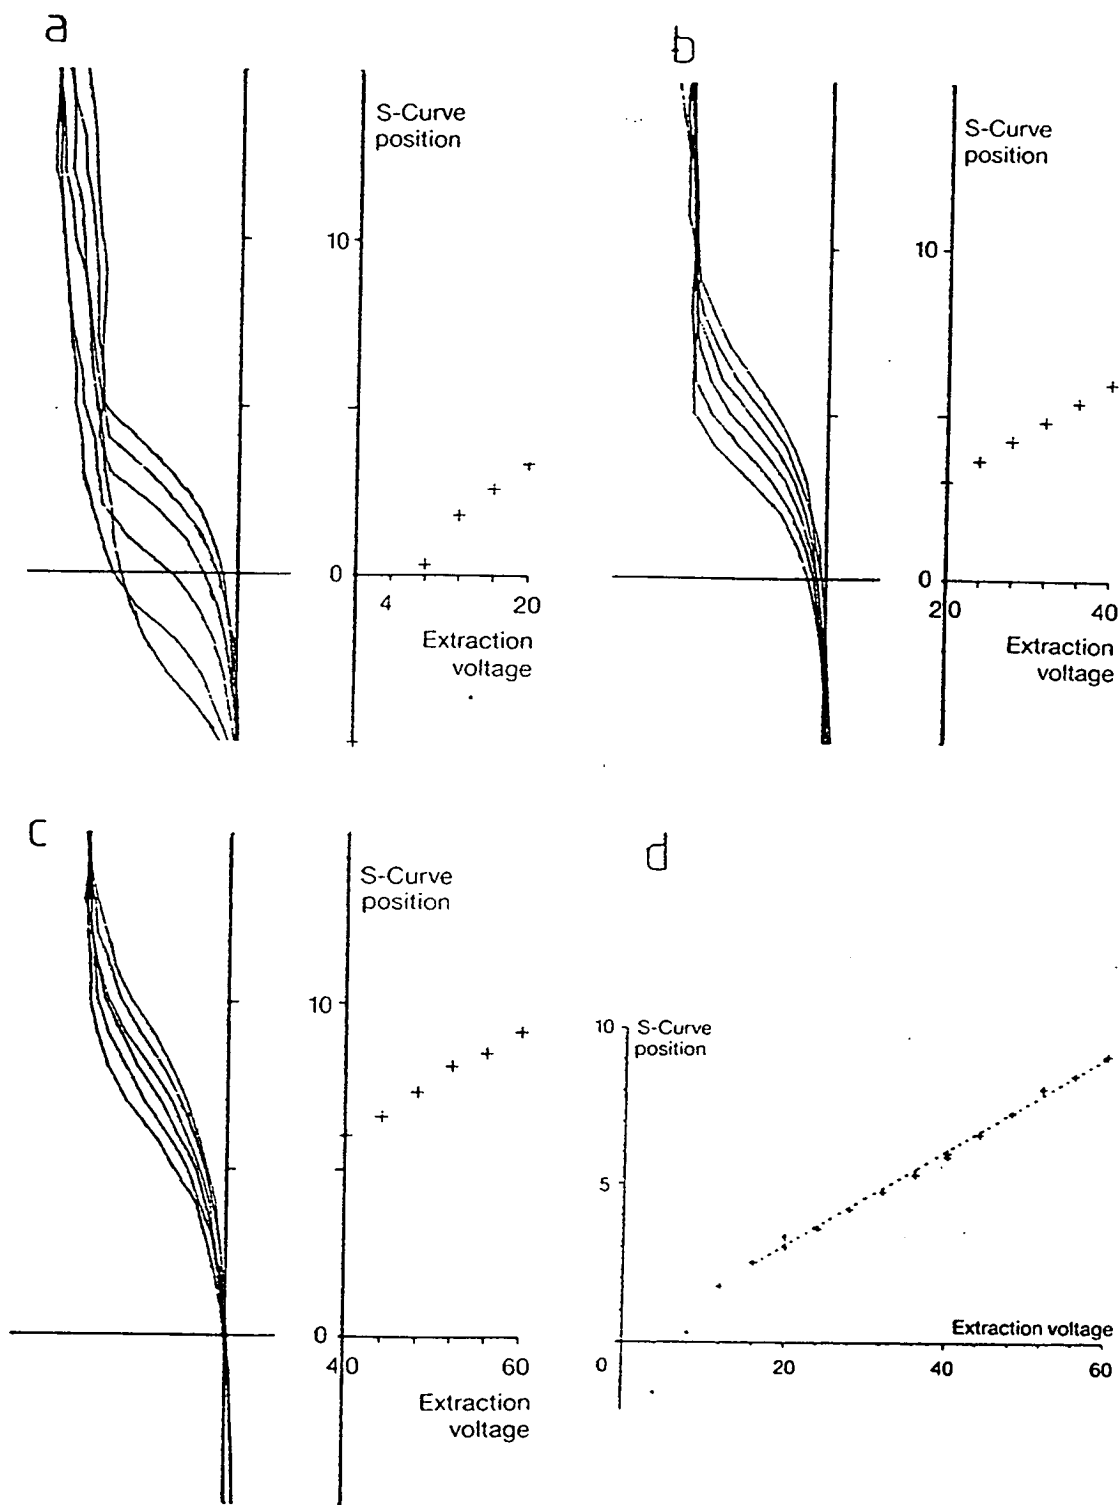 a
S-Curve
position
10
0
4
20
Extraction
voltage
b
S-Curve
position
10
0
20
40
Extraction
voltage
c
S-Curve
position
10
0
40
60
Extraction
voltage
d
10
S-Curve
position
5
Extraction voltage
0
20
40
60